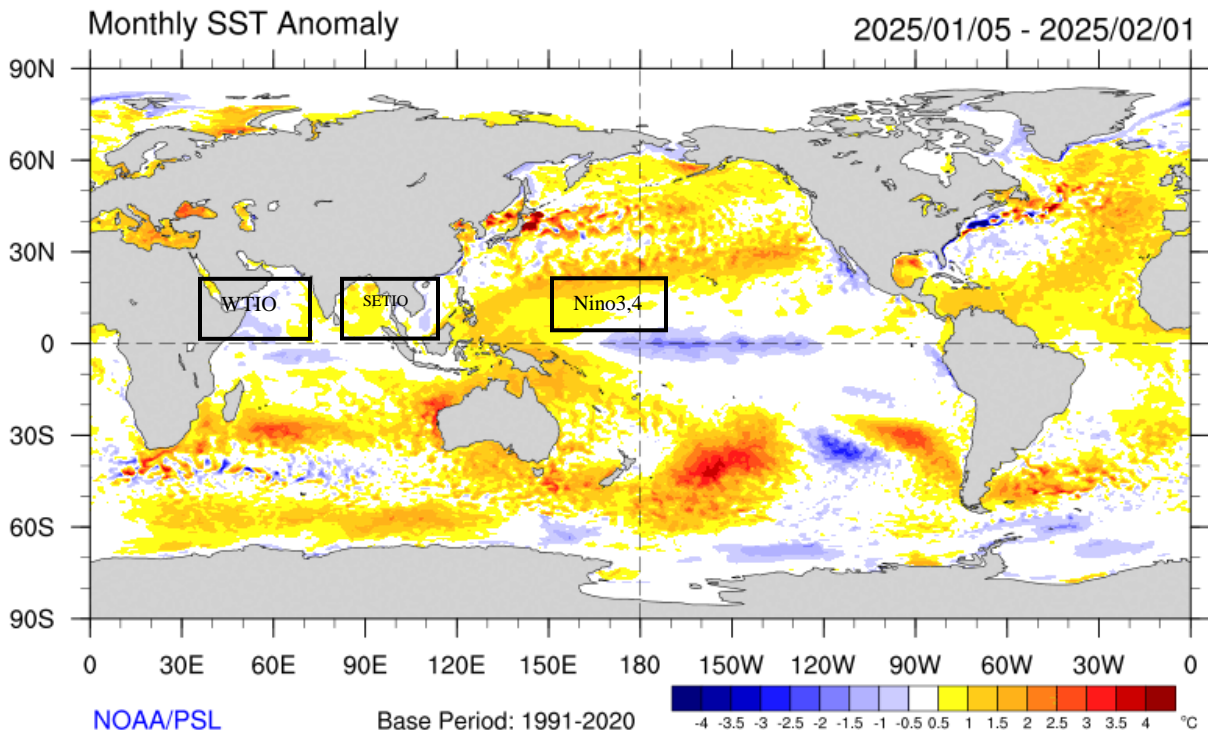 Monthly SST Anomaly 2025/01/05 - 2025/02/01
90N
60N
30N
WTIO SETIO Nino3,4
0
30S
60S
90S
0 30E 60E 90E 120E 150E 180 150W 120W 90W 60W 30W 0
NOAA/PSL Base Period: 1991-2020
-4 -3.5 -3 -2.5 -2 -1.5 -1 -0.5 0.5 1 1.5 2 2.5 3 3.5 4 °C